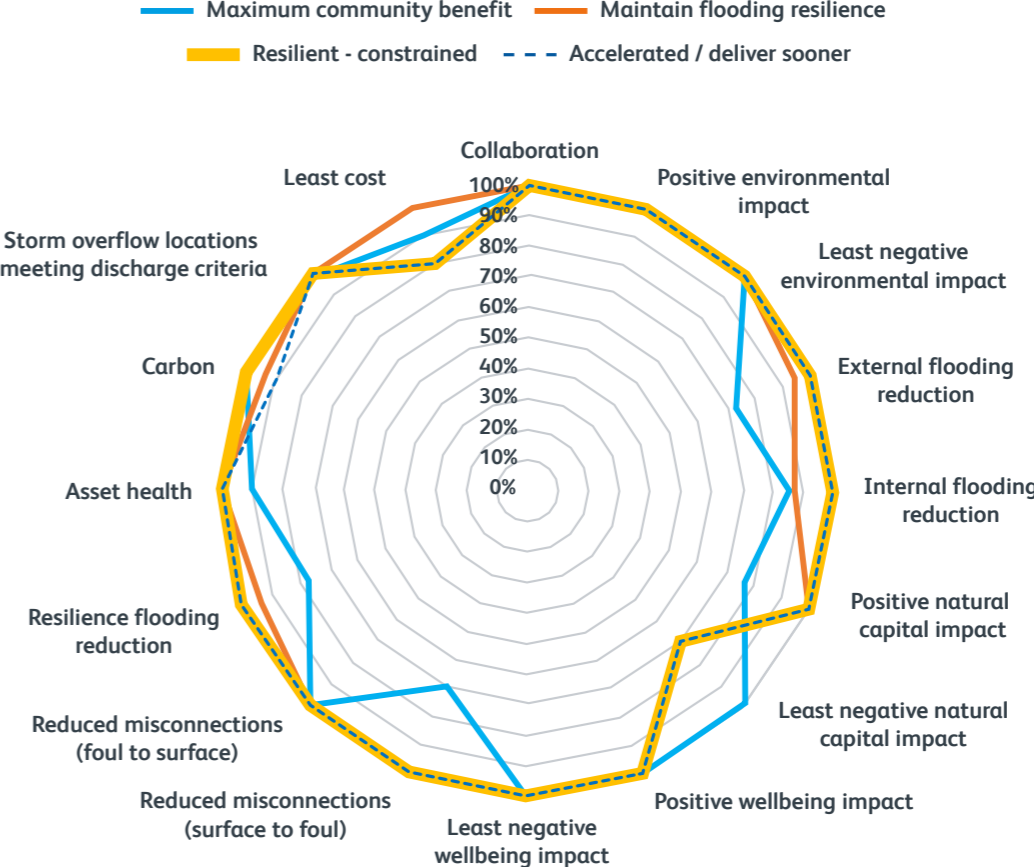 Maximum community benefit
Maintain flooding resilience
Resilient - constrained
Accelerated / deliver sooner
Collaboration
Positive environmental
impact
Least negative
environmental impact
External flooding
reduction
Internal flooding
reduction
Positive natural
capital impact
Least negative natural
capital impact
Positive wellbeing impact
Least negative
wellbeing impact
Reduced misconnections
(surface to foul)
Reduced misconnections
(foul to surface)
Resilience flooding
reduction
Asset health
Carbon
Storm overflow locations
meeting discharge criteria
Least cost
100%
90%
80%
70%
60%
50%
40%
30%
20%
10%
0%